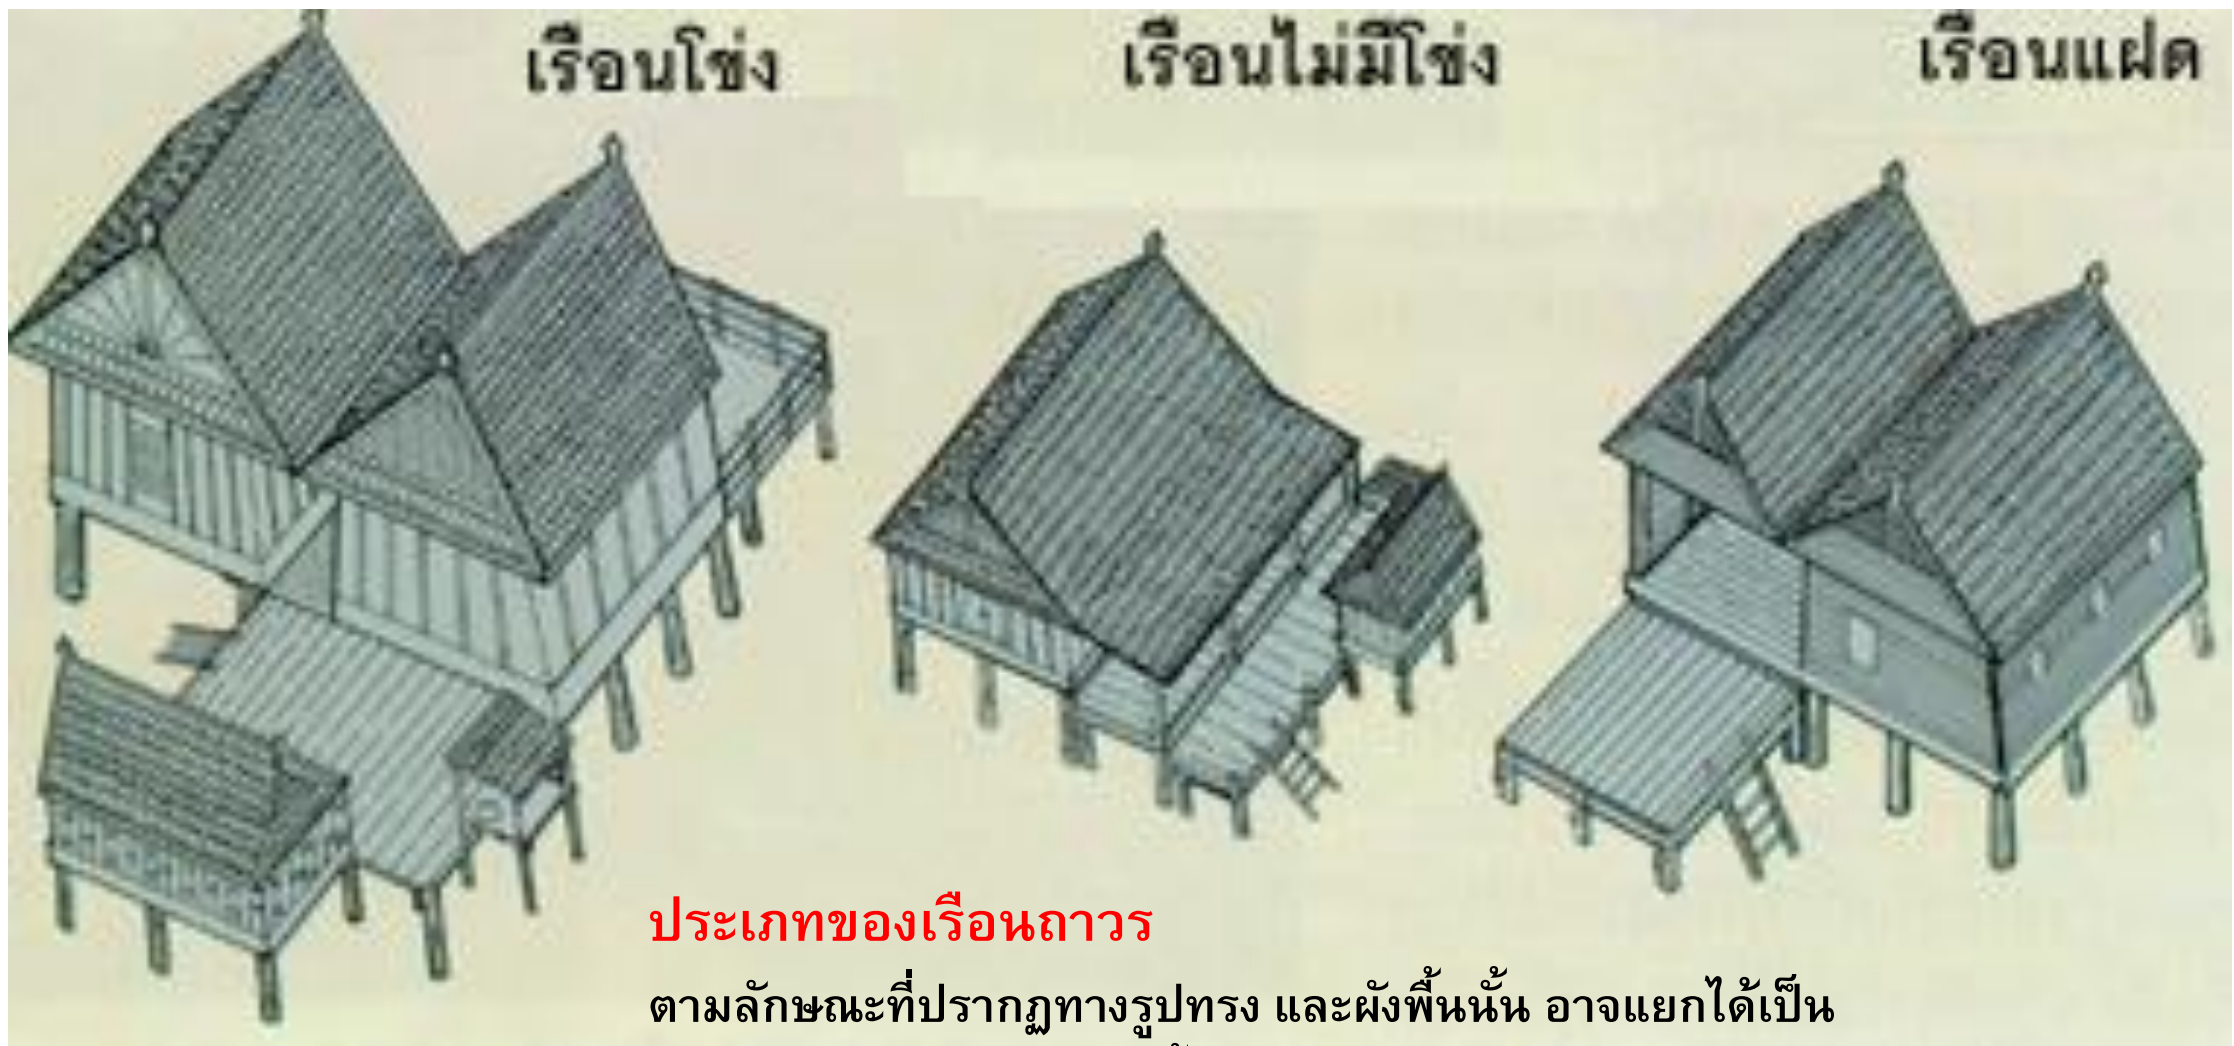 เรือนโข่ง
เรือนไม่มีโข่ง
เรือนแฝด
ประเภทของเรือนถาวร
ตามลักษณะที่ปรากฏทางรูปทรง และผังพื้นนั้น อาจแยกได้เป็น